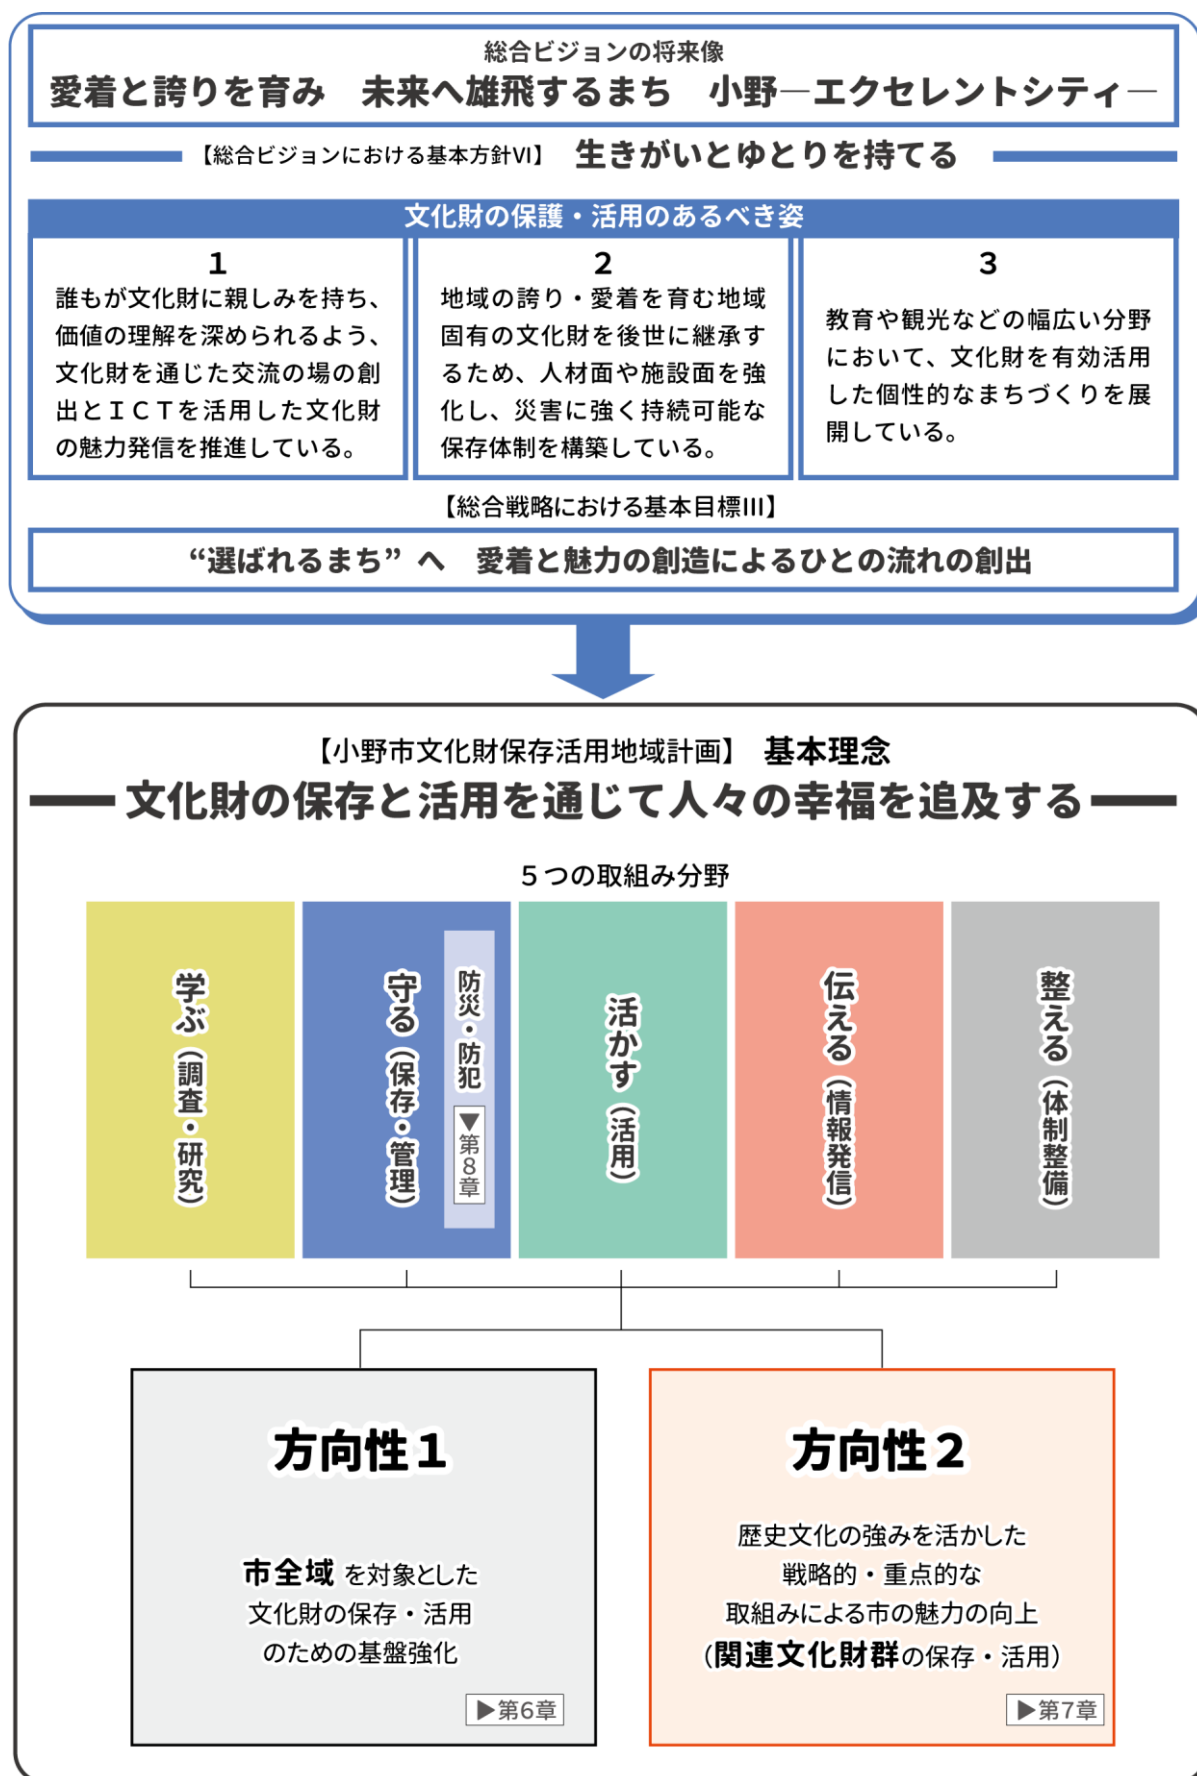 総合ビジョンの将来像
愛着と誇りを育み　未来へ雄飛するまち　小野―エクセレントシティ―
【総合ビジョンにおける基本方針Ⅵ】　生きがいとゆとりを持てる
文化財の保護・活用のあるべき姿
1
誰もが文化財に親しみを持ち、
価値の理解を深められるよう、
文化財を通じた交流の場の創
出とＩＣＴを活用した文化財
の魅力発信を推進している。
2
地域の誇り・愛着を育む地域
固有の文化財を後世に継承す
るため、人材面や施設面を強
化し、災害に強く持続可能な
保存体制を構築している。
3
教育や観光などの幅広い分野
において、文化財を有効活用
した個性的なまちづくりを展
開している。
【総合戦略における基本目標Ⅲ】
“選ばれるまち” へ　愛着と魅力の創造によるひとの流れの創出
【小野市文化財保存活用地域計画】　基本理念
文化財の保存と活用を通じて人々の幸福を追及する
５つの取組み分野
学ぶ（調査・研究）
守る（保存・管理）
防災・防犯
▼第８章
活かす（活用）
伝える（情報発信）
整える（体制整備）
方向性１
市全域 を対象とした
文化財の保存・活用
のための基盤強化
▶第6章
方向性２
歴史文化の強みを活かした
戦略的・重点的な
取組みによる市の魅力の向上
（関連文化財群の保存・活用）
▶第7章